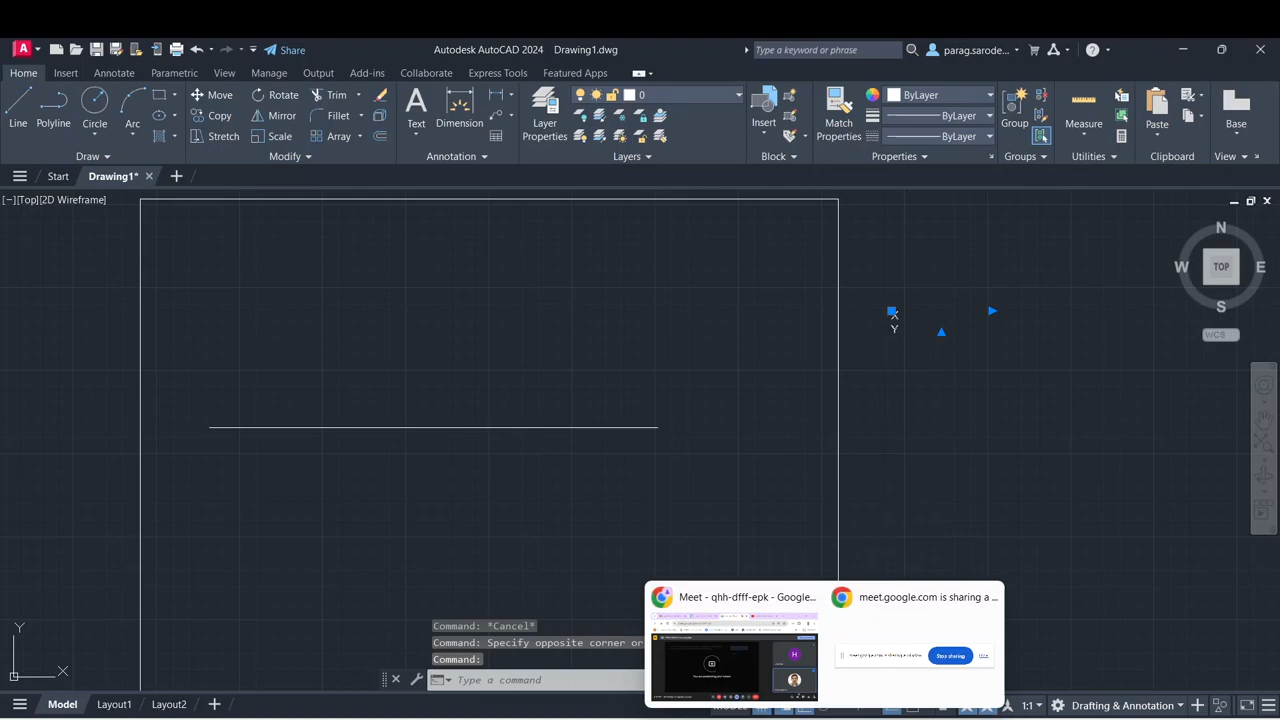 Share
Autodesk AutoCAD 2024 Drawing1.dwg
Type a keyword or phrase
parag.sarode...
Home Insert Annotate Parametric View Manage Output Add-ins Collaborate Express Tools Featured Apps
Line Polyline Circle Arc
Move Rotate Trim
Copy Mirror Fillet
Stretch Scale Array
Text Dimension
Layer Properties
0
Insert
Match Properties
ByLayer
ByLayer
ByLayer
Group
Measure
Paste
Base
Draw Modify Annotation Layers Block Properties Groups Utilities Clipboard View
Start Drawing1*
[−][Top][2D Wireframe]
N
W TOP E
S
WCS
X
Y
Meet - qhh-dfff-epk - Google...
meet.google.com is sharing a ...
Stop sharing
Command: *Cancel*
Command: Specify opposite corner or
Command:
Type a command
Y
X
Layout2
MODEL
1:1
Drafting & Annotation